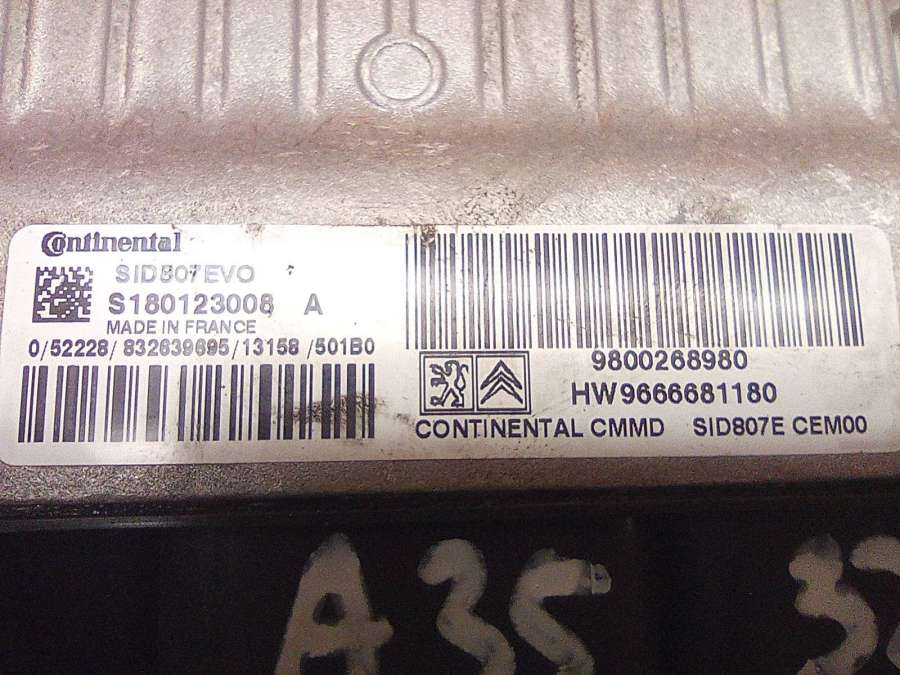 Continental
SID807EVO
S180123008 A
MADE IN FRANCE
0/52228/832639695/13158/501B0
9800268980
HW9666681180
CONTINENTAL CMMD SID807E CEM00
A35